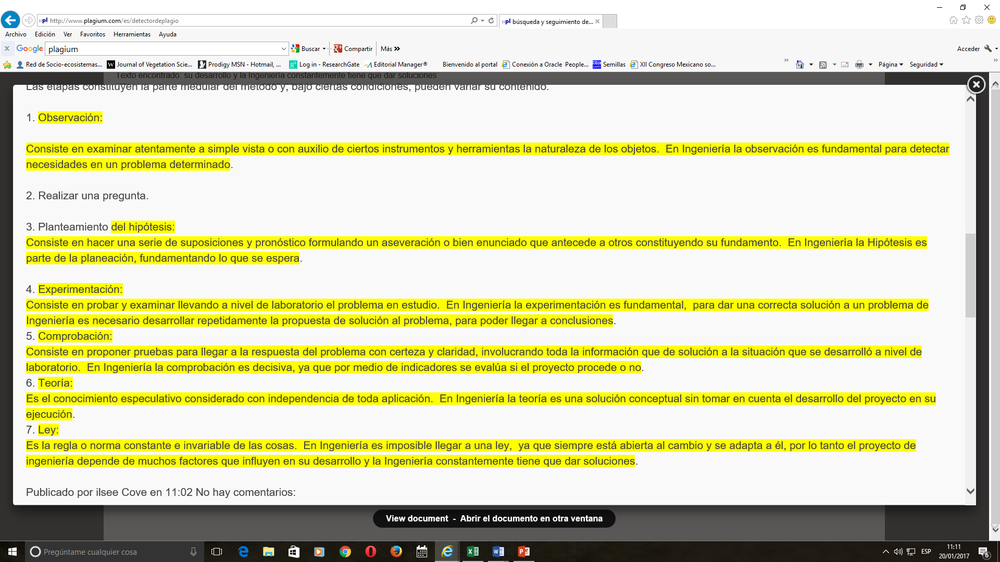 ::pl http://www.plagium.com/es/detectordeplagio
::pl búsqueda y seguimiento de...
Archivo Edición Ver Favoritos Herramientas Ayuda
x Google plagium Buscar Compartir Más Acceder
Red de Socio-ecosistemas... Journal of Vegetation Scie... Prodigy MSN - Hotmail, ... Log in - ResearchGate Editorial Manager® Bienvenido al portal Conexión a Oracle People... Semillas XII Congreso Mexicano so... Página Seguridad
Texto encontrado: su desarrollo y la Ingeniería constantemente tiene que dar soluciones
Las etapas constituyen la parte medular del método y, bajo ciertas condiciones, pueden variar su contenido.
1. Observación:
Consiste en examinar atentamente a simple vista o con auxilio de ciertos instrumentos y herramientas la naturaleza de los objetos. En Ingeniería la observación es fundamental para detectar
necesidades en un problema determinado.
2. Realizar una pregunta.
3. Planteamiento del hipótesis:
Consiste en hacer una serie de suposiciones y pronóstico formulando un aseveración o bien enunciado que antecede a otros constituyendo su fundamento. En Ingeniería la Hipótesis es
parte de la planeación, fundamentando lo que se espera.
4. Experimentación:
Consiste en probar y examinar llevando a nivel de laboratorio el problema en estudio. En Ingeniería la experimentación es fundamental, para dar una correcta solución a un problema de
Ingeniería es necesario desarrollar repetidamente la propuesta de solución al problema, para poder llegar a conclusiones.
5. Comprobación:
Consiste en proponer pruebas para llegar a la respuesta del problema con certeza y claridad, involucrando toda la información que de solución a la situación que se desarrolló a nivel de
laboratorio. En Ingeniería la comprobación es decisiva, ya que por medio de indicadores se evalúa si el proyecto procede o no.
6. Teoría:
Es el conocimiento especulativo considerado con independencia de toda aplicación. En Ingeniería la teoría es una solución conceptual sin tomar en cuenta el desarrollo del proyecto en su
ejecución.
7. Ley:
Es la regla o norma constante e invariable de las cosas. En Ingeniería es imposible llegar a una ley, ya que siempre está abierta al cambio y se adapta a él, por lo tanto el proyecto de
ingeniería depende de muchos factores que influyen en su desarrollo y la Ingeniería constantemente tiene que dar soluciones.
Publicado por ilsee Cove en 11:02 No hay comentarios:
View document - Abrir el documento en otra ventana
Pregúntame cualquier cosa
ESP
11:11
20/01/2017
6